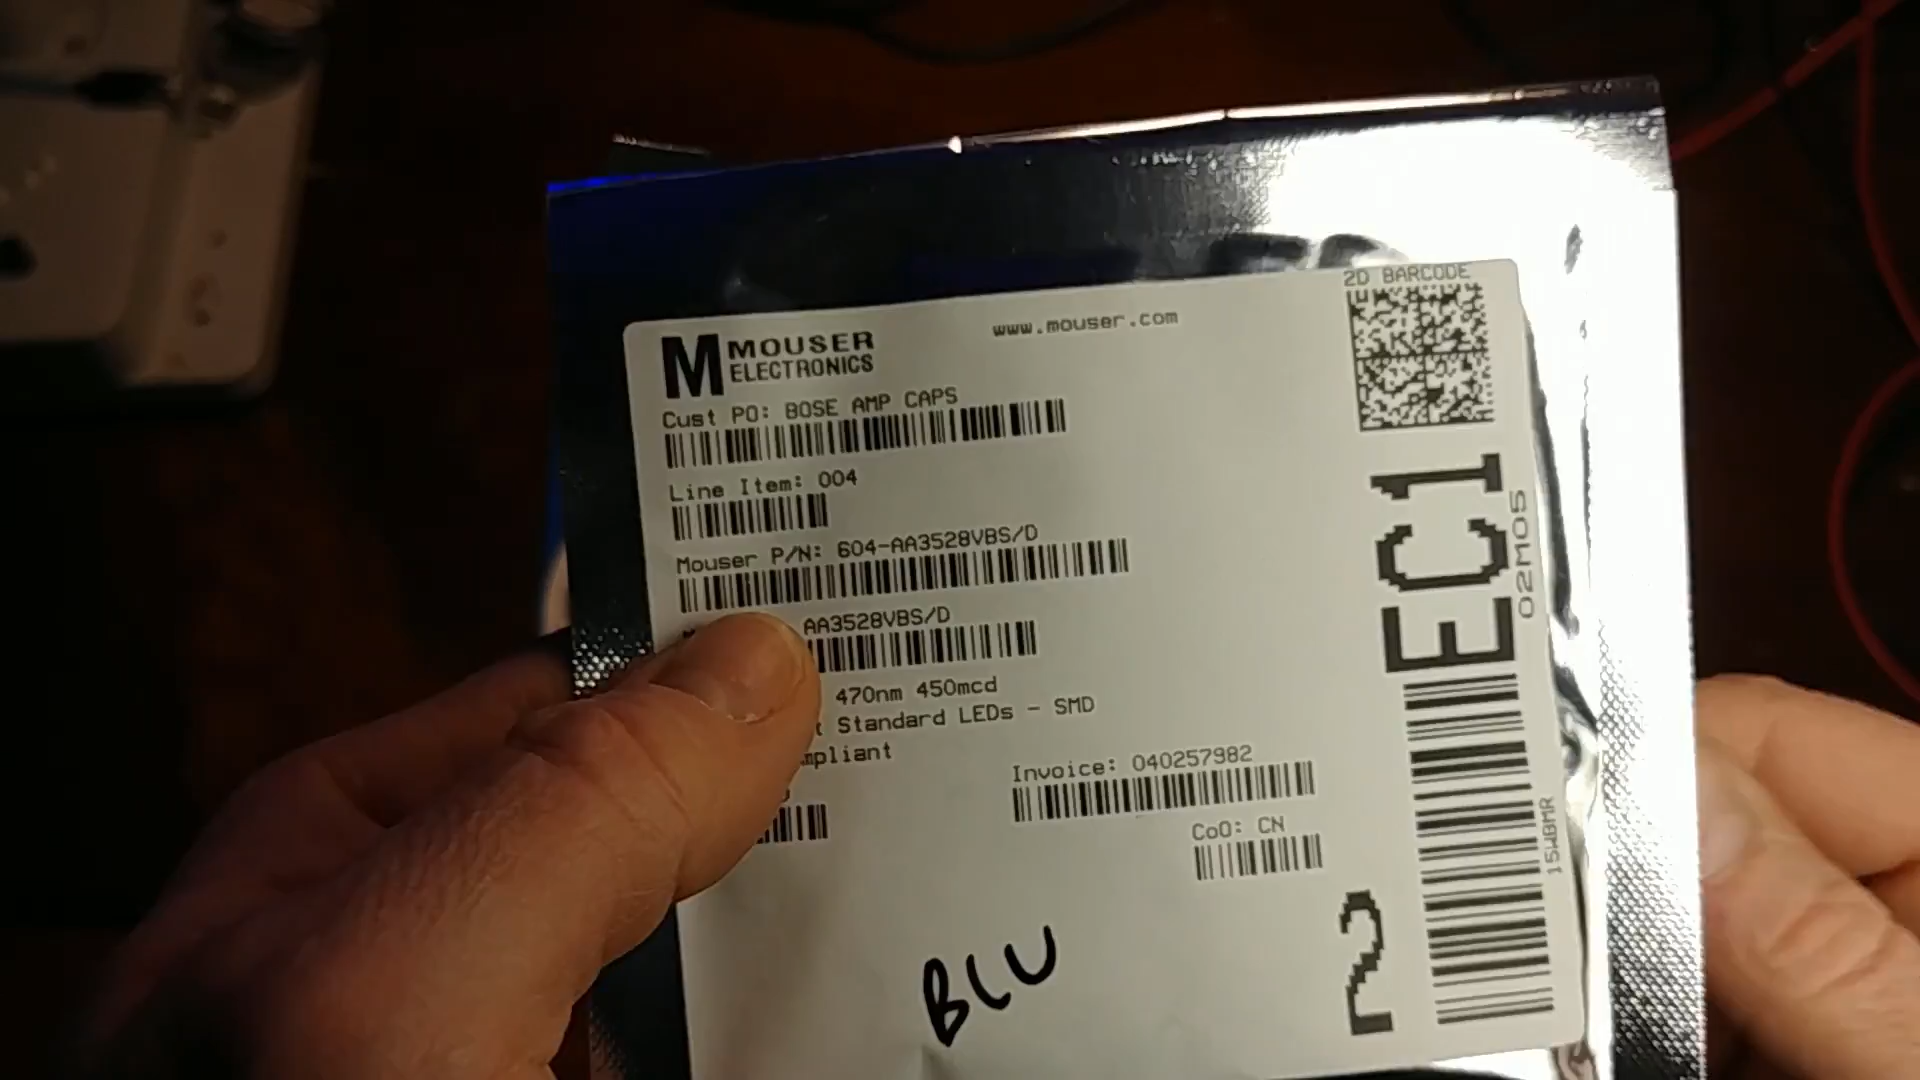 2D BARCODE
M MOUSER
ELECTRONICS
www.mouser.com
Cust PO: BOSE AMP CAPS
Line Item: 004
Mouser P/N: 604-AA3528VBS/D
AA3528VBS/D
470nm 450mcd
Standard LEDs - SMD
Invoice: 040257982
CoO: CN
EC1
02M05
15WBMR
2
BLU